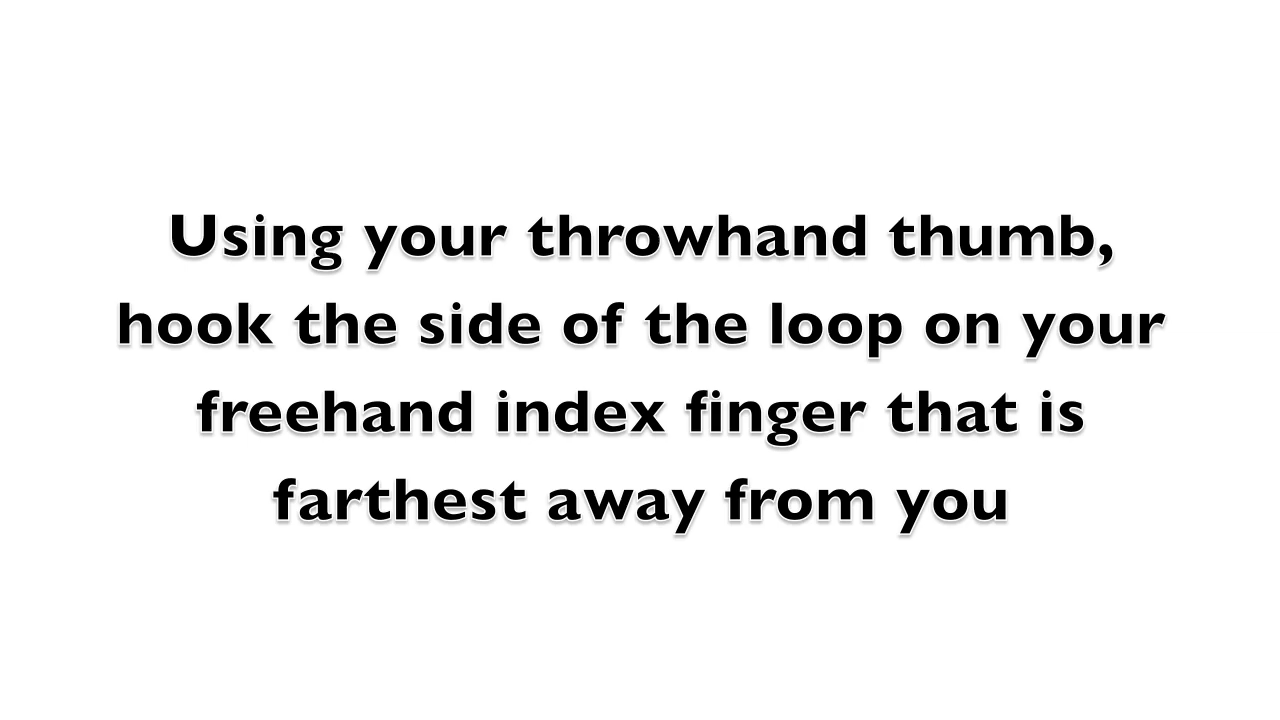 Using your throwhand thumb,
hook the side of the loop on your
freehand index finger that is
farthest away from you